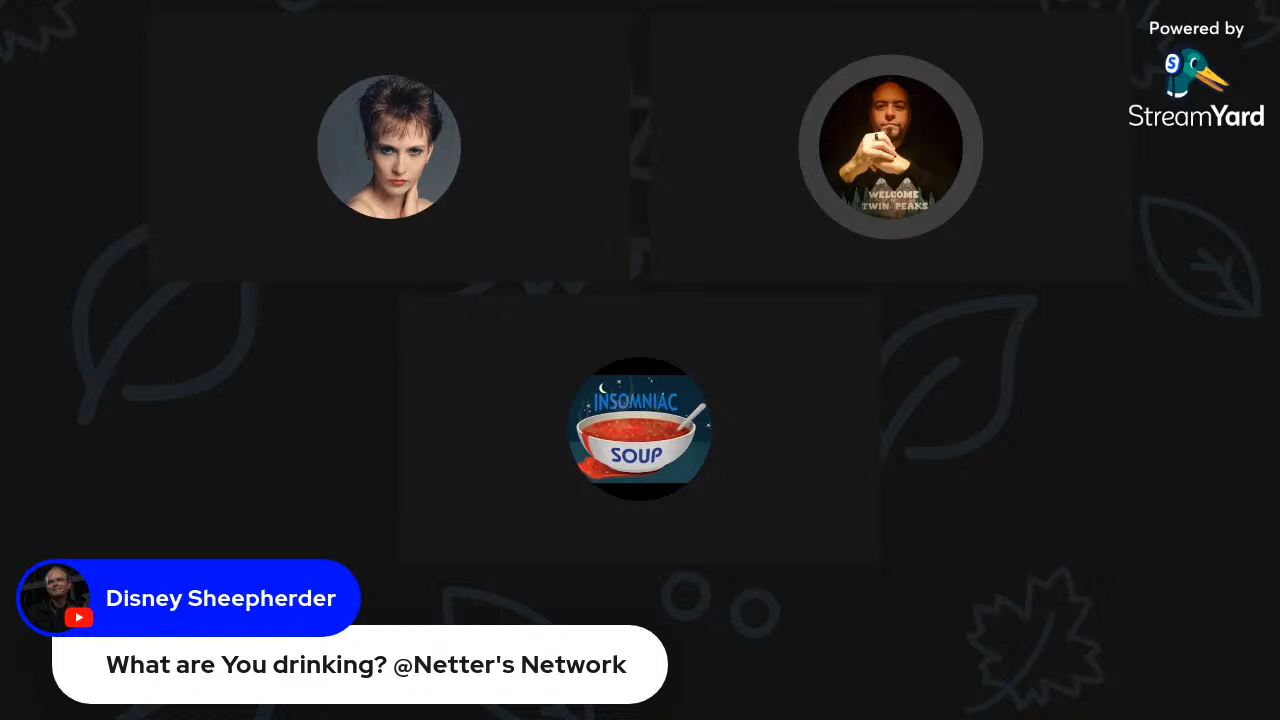 Powered by
StreamYard
WELCOME
TWIN PEAKS
INSOMNIAC
SOUP
Disney Sheepherder
What are You drinking? @Netter's Network